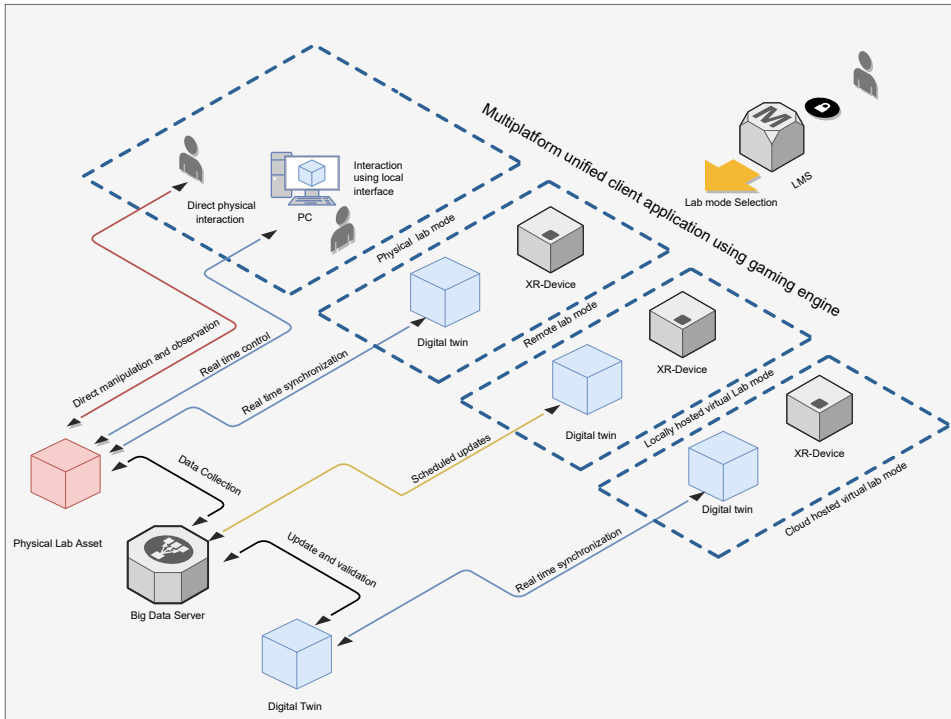 Multiplatform unified client application using gaming engine
M
LMS
Lab mode Selection
Direct physical
interaction
PC
Interaction
using local
interface
Physical lab mode
XR-Device
Digital twin
Remote lab mode
XR-Device
Digital twin
Locally hosted virtual Lab mode
XR-Device
Digital twin
Cloud hosted virtual lab mode
Direct manipulation and observation
Real time control
Real time synchronization
Scheduled updates
Data Collection
Physical Lab Asset
Update and validation
Real time synchronization
Big Data Server
Digital Twin